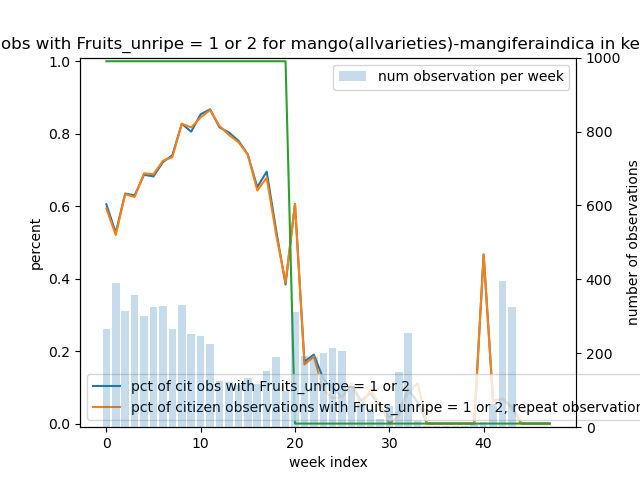 obs with Fruits_unripe = 1 or 2 for mango(allvarieties)-mangiferaindica in ke
1.0
0.8
0.6
0.4
0.2
0.0
percent
num observation per week
1000
800
600
400
200
0
number of observations
pct of cit obs with Fruits_unripe = 1 or 2
pct of citizen observations with Fruits_unripe = 1 or 2, repeat observation
0
10
20
30
40
week index